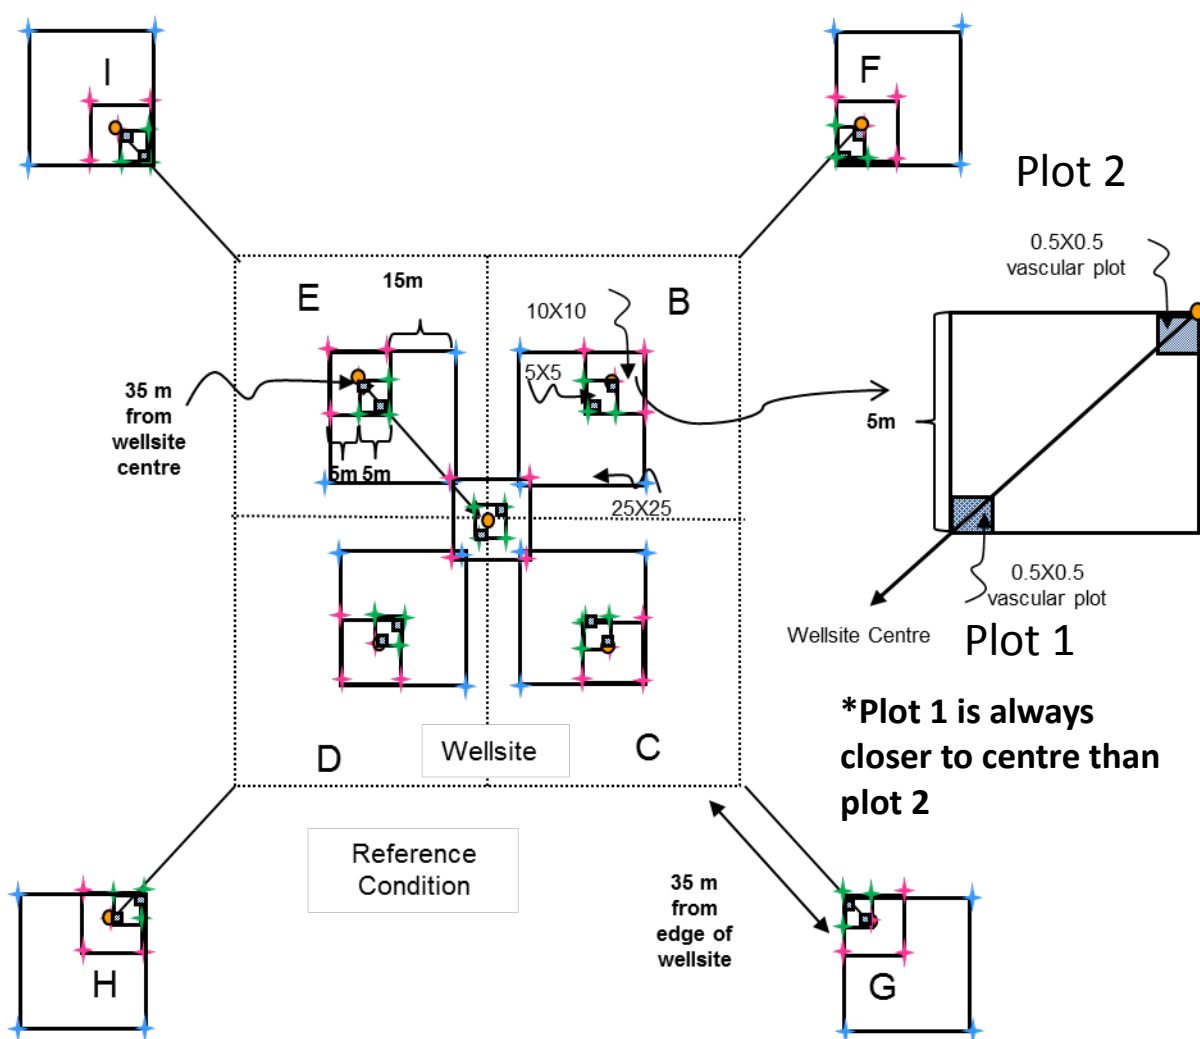 I
F
Plot 2
0.5X0.5
vascular plot
E
15m
B
10X10
5X5
35 m
from
wellsite
centre
5m
5m 5m
25X25
0.5X0.5
vascular plot
Wellsite Centre
Plot 1
*Plot 1 is always
closer to centre than
plot 2
D
Wellsite
C
Reference
Condition
35 m
from
edge of
wellsite
H
G